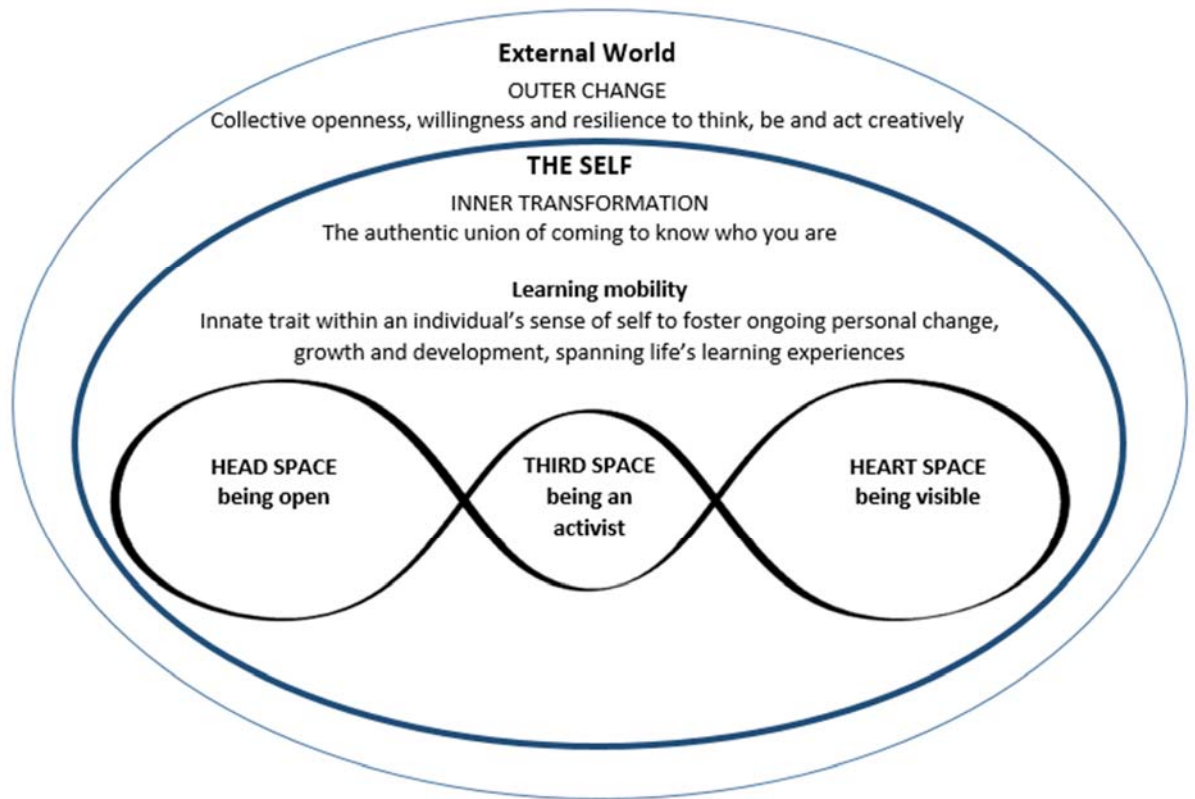 External World
OUTER CHANGE
Collective openness, willingness and resilience to think, be and act creatively
THE SELF
INNER TRANSFORMATION
The authentic union of coming to know who you are
Learning mobility
Innate trait within an individual’s sense of self to foster ongoing personal change,
growth and development, spanning life’s learning experiences
HEAD SPACE
being open
THIRD SPACE
being an
activist
HEART SPACE
being visible